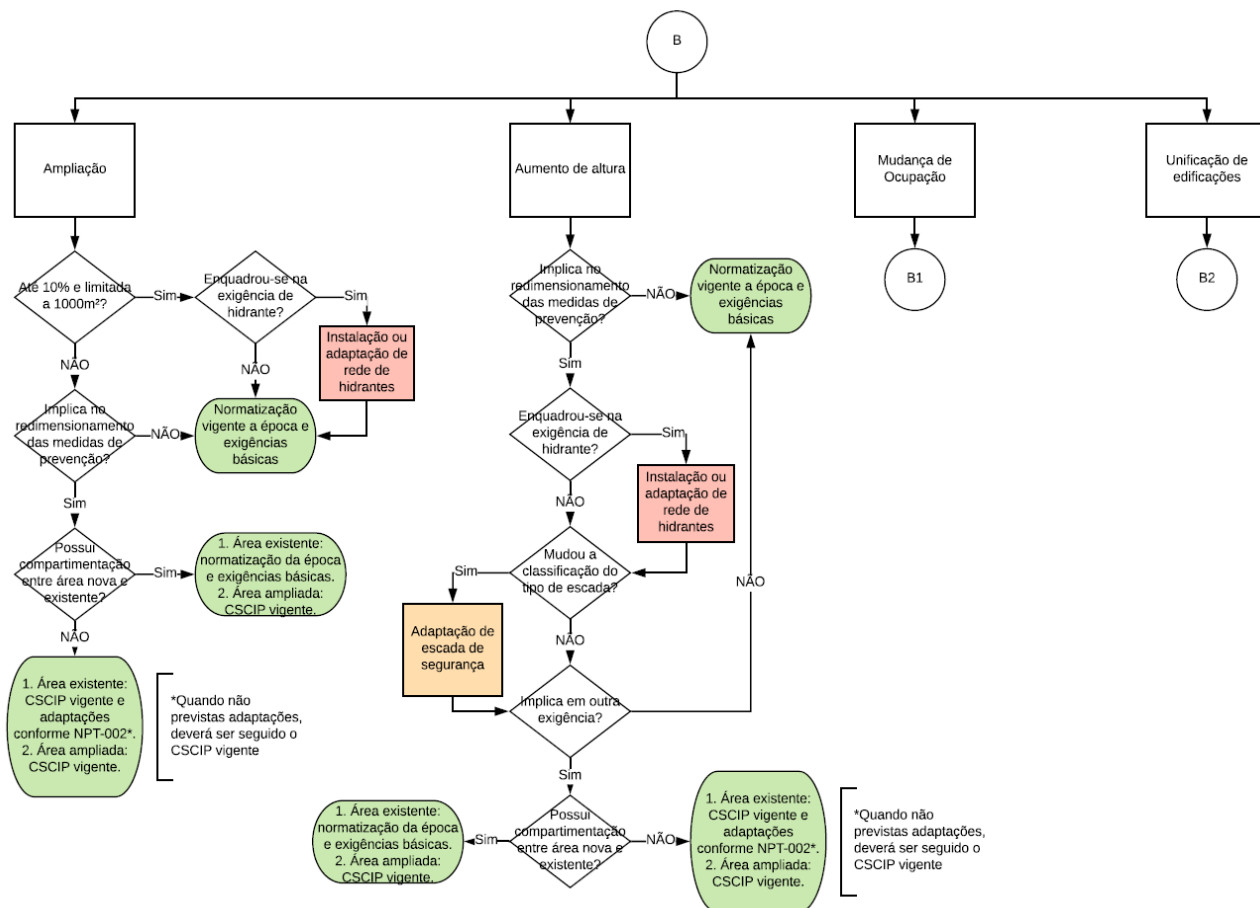 B
Ampliação
Aumento de altura
Mudança de
Ocupação
Unificação de
edificações
B1
B2
Até 10% e limitada
a 1000m²?
Sim
Enquadrou-se na
exigência de
hidrante?
Sim
Instalação ou
adaptação de
rede de
hidrantes
NÃO
NÃO
Implica no
redimensionamento
das medidas de
prevenção?
NÃO
Normatização
vigente a época e
exigências
básicas
Sim
Possui
compartimentação
entre área nova e
existente?
Sim
1. Área existente:
normatização da época
e exigências básicas.
2. Área ampliada:
CSCIP vigente.
NÃO
1. Área existente:
CSCIP vigente e
adaptações
conforme NPT-002*.
2. Área ampliada:
CSCIP vigente.
*Quando não
previstas adaptações,
deverá ser seguido o
CSCIP vigente
Implica no
redimensionamento
das medidas de
prevenção?
NÃO
Normatização
vigente a época e
exigências
básicas
Sim
Enquadrou-se na
exigência de
hidrante?
Sim
Instalação ou
adaptação de
rede de
hidrantes
NÃO
Mudou a
classificação do
tipo de escada?
Sim
Adaptação de
escada de
segurança
NÃO
Implica em outra
exigência?
NÃO
Sim
Possui
compartimentação
entre área nova e
existente?
Sim
1. Área existente:
normatização da época
e exigências básicas.
2. Área ampliada:
CSCIP vigente.
NÃO
1. Área existente:
CSCIP vigente e
adaptações
conforme NPT-002*.
2. Área ampliada:
CSCIP vigente.
*Quando não
previstas adaptações,
deverá ser seguido o
CSCIP vigente